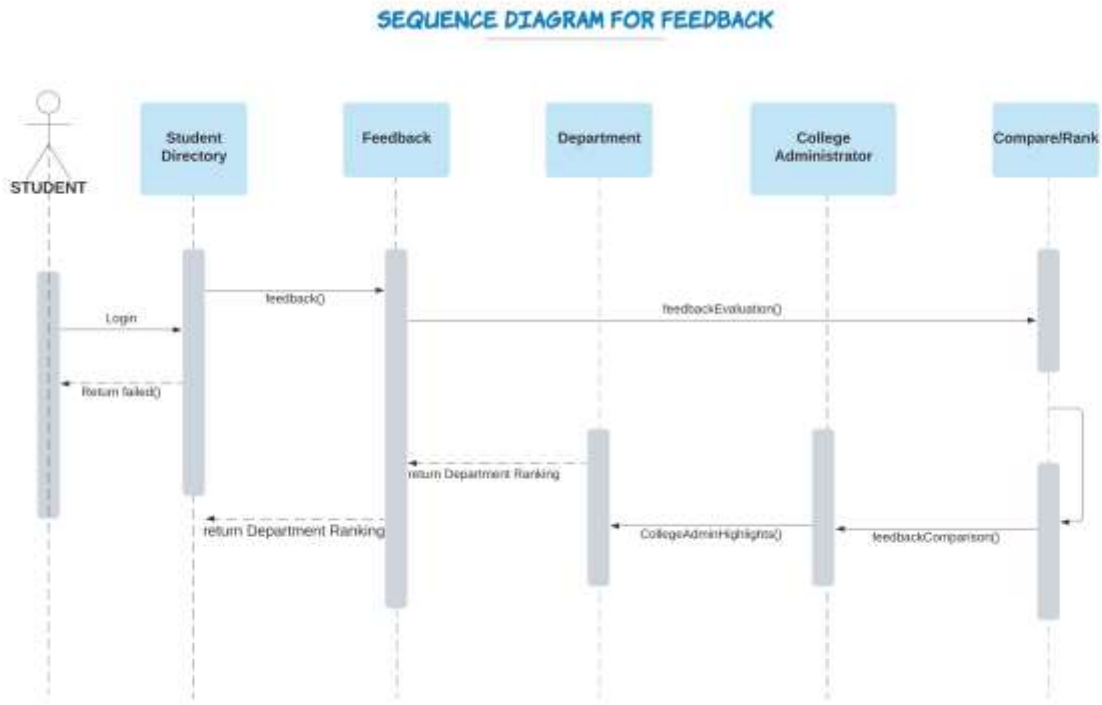 SEQUENCE DIAGRAM FOR FEEDBACK
Student
Directory
Feedback
Department
College
Administrator
Compare/Rank
STUDENT
feedback()
feedbackEvaluation()
Login
Return failed()
return Department Ranking
return Department Ranking
CollegeAdminHighlights()
feedbackComparison()